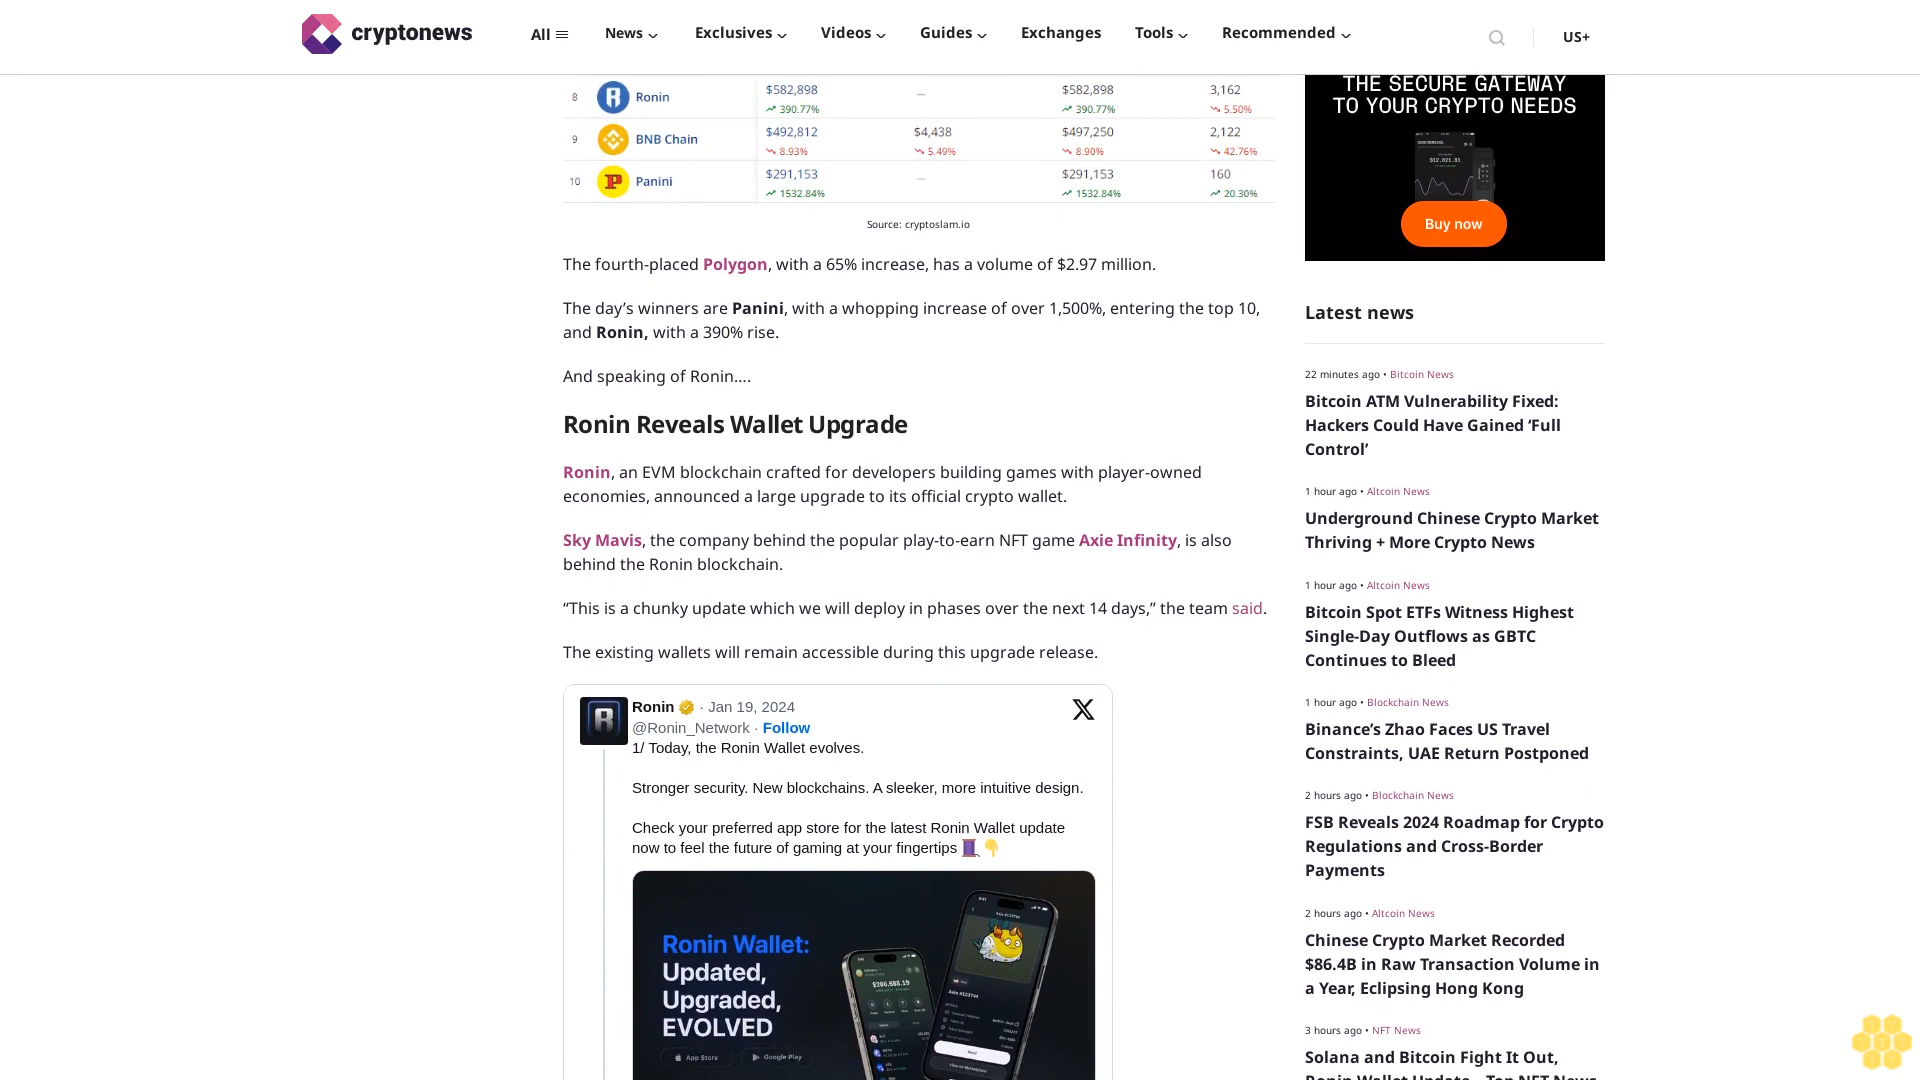 cryptonews
All
News
Exclusives
Videos
Guides
Exchanges
Tools
Recommended
US+
8 Ronin $582,898 — $582,898 3,162
390.77% 390.77% 5.50%
9 BNB Chain $492,812 $4,438 $497,250 2,122
8.93% 5.49% 8.90% 42.76%
10 Panini $291,153 — $291,153 160
1532.84% 1532.84% 20.30%
Source: cryptoslam.io
The fourth-placed Polygon, with a 65% increase, has a volume of $2.97 million.
The day’s winners are Panini, with a whopping increase of over 1,500%, entering the top 10,
and Ronin, with a 390% rise.
And speaking of Ronin….
Ronin Reveals Wallet Upgrade
Ronin, an EVM blockchain crafted for developers building games with player-owned
economies, announced a large upgrade to its official crypto wallet.
Sky Mavis, the company behind the popular play-to-earn NFT game Axie Infinity, is also
behind the Ronin blockchain.
“This is a chunky update which we will deploy in phases over the next 14 days,” the team said.
The existing wallets will remain accessible during this upgrade release.
Ronin · Jan 19, 2024
@Ronin_Network · Follow
1/ Today, the Ronin Wallet evolves.
Stronger security. New blockchains. A sleeker, more intuitive design.
Check your preferred app store for the latest Ronin Wallet update
now to feel the future of gaming at your fingertips 🧵👇
Ronin Wallet:
Updated,
Upgraded,
EVOLVED
App Store
Google Play
$206,688.19
THE SECURE GATEWAY
TO YOUR CRYPTO NEEDS
$12,021.81
Buy now
Latest news
22 minutes ago • Bitcoin News
Bitcoin ATM Vulnerability Fixed:
Hackers Could Have Gained ‘Full
Control’
1 hour ago • Altcoin News
Underground Chinese Crypto Market
Thriving + More Crypto News
1 hour ago • Altcoin News
Bitcoin Spot ETFs Witness Highest
Single-Day Outflows as GBTC
Continues to Bleed
1 hour ago • Blockchain News
Binance’s Zhao Faces US Travel
Constraints, UAE Return Postponed
2 hours ago • Blockchain News
FSB Reveals 2024 Roadmap for Crypto
Regulations and Cross-Border
Payments
2 hours ago • Altcoin News
Chinese Crypto Market Recorded
$86.4B in Raw Transaction Volume in
a Year, Eclipsing Hong Kong
3 hours ago • NFT News
Solana and Bitcoin Fight It Out,
Ronin Wallet Update – Top NFT News